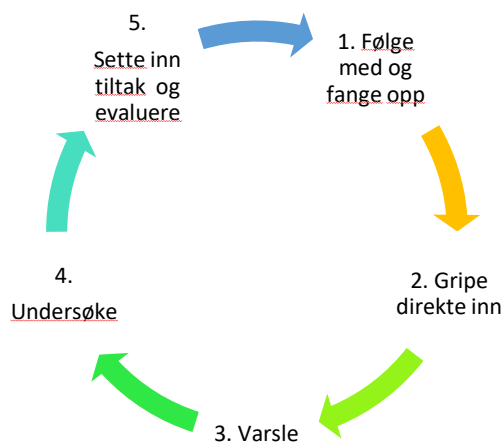 1. Følge
med og
fange opp
2. Gripe
direkte inn
3. Varsle
4.
Undersøke
5.
Sette inn
tiltak og
evaluere